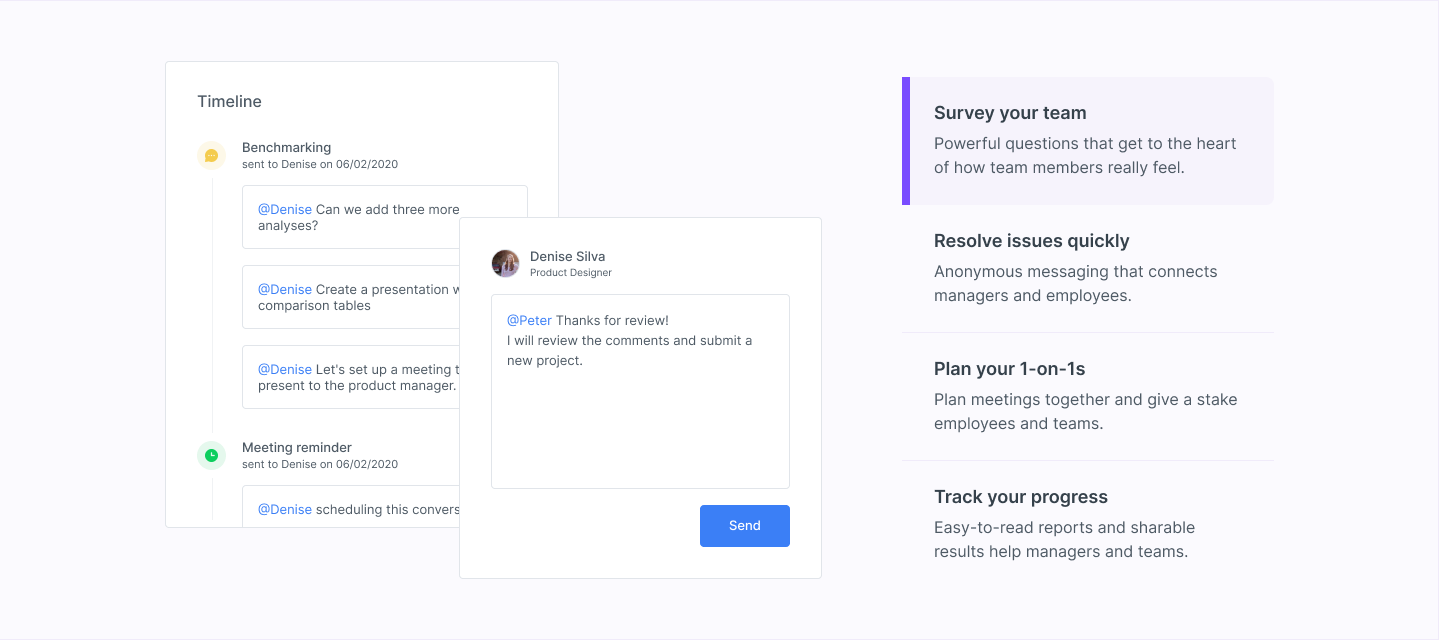 Timeline
Benchmarking
sent to Denise on 06/02/2020
@Denise Can we add three more
analyses?
@Denise Create a presentation
comparison tables
@Denise Let's set up a meeting
present to the product manager.
Meeting reminder
sent to Denise on 06/02/2020
@Denise scheduling this
Denise Silva
Product Designer
@Peter Thanks for review!
I will review the comments and submit a
new project.
Send
Survey your team
Powerful questions that get to the heart
of how team members really feel.
Resolve issues quickly
Anonymous messaging that connects
managers and employees.
Plan your 1-on-1s
Plan meetings together and give a stake
employees and teams.
Track your progress
Easy-to-read reports and sharable
results help managers and teams.